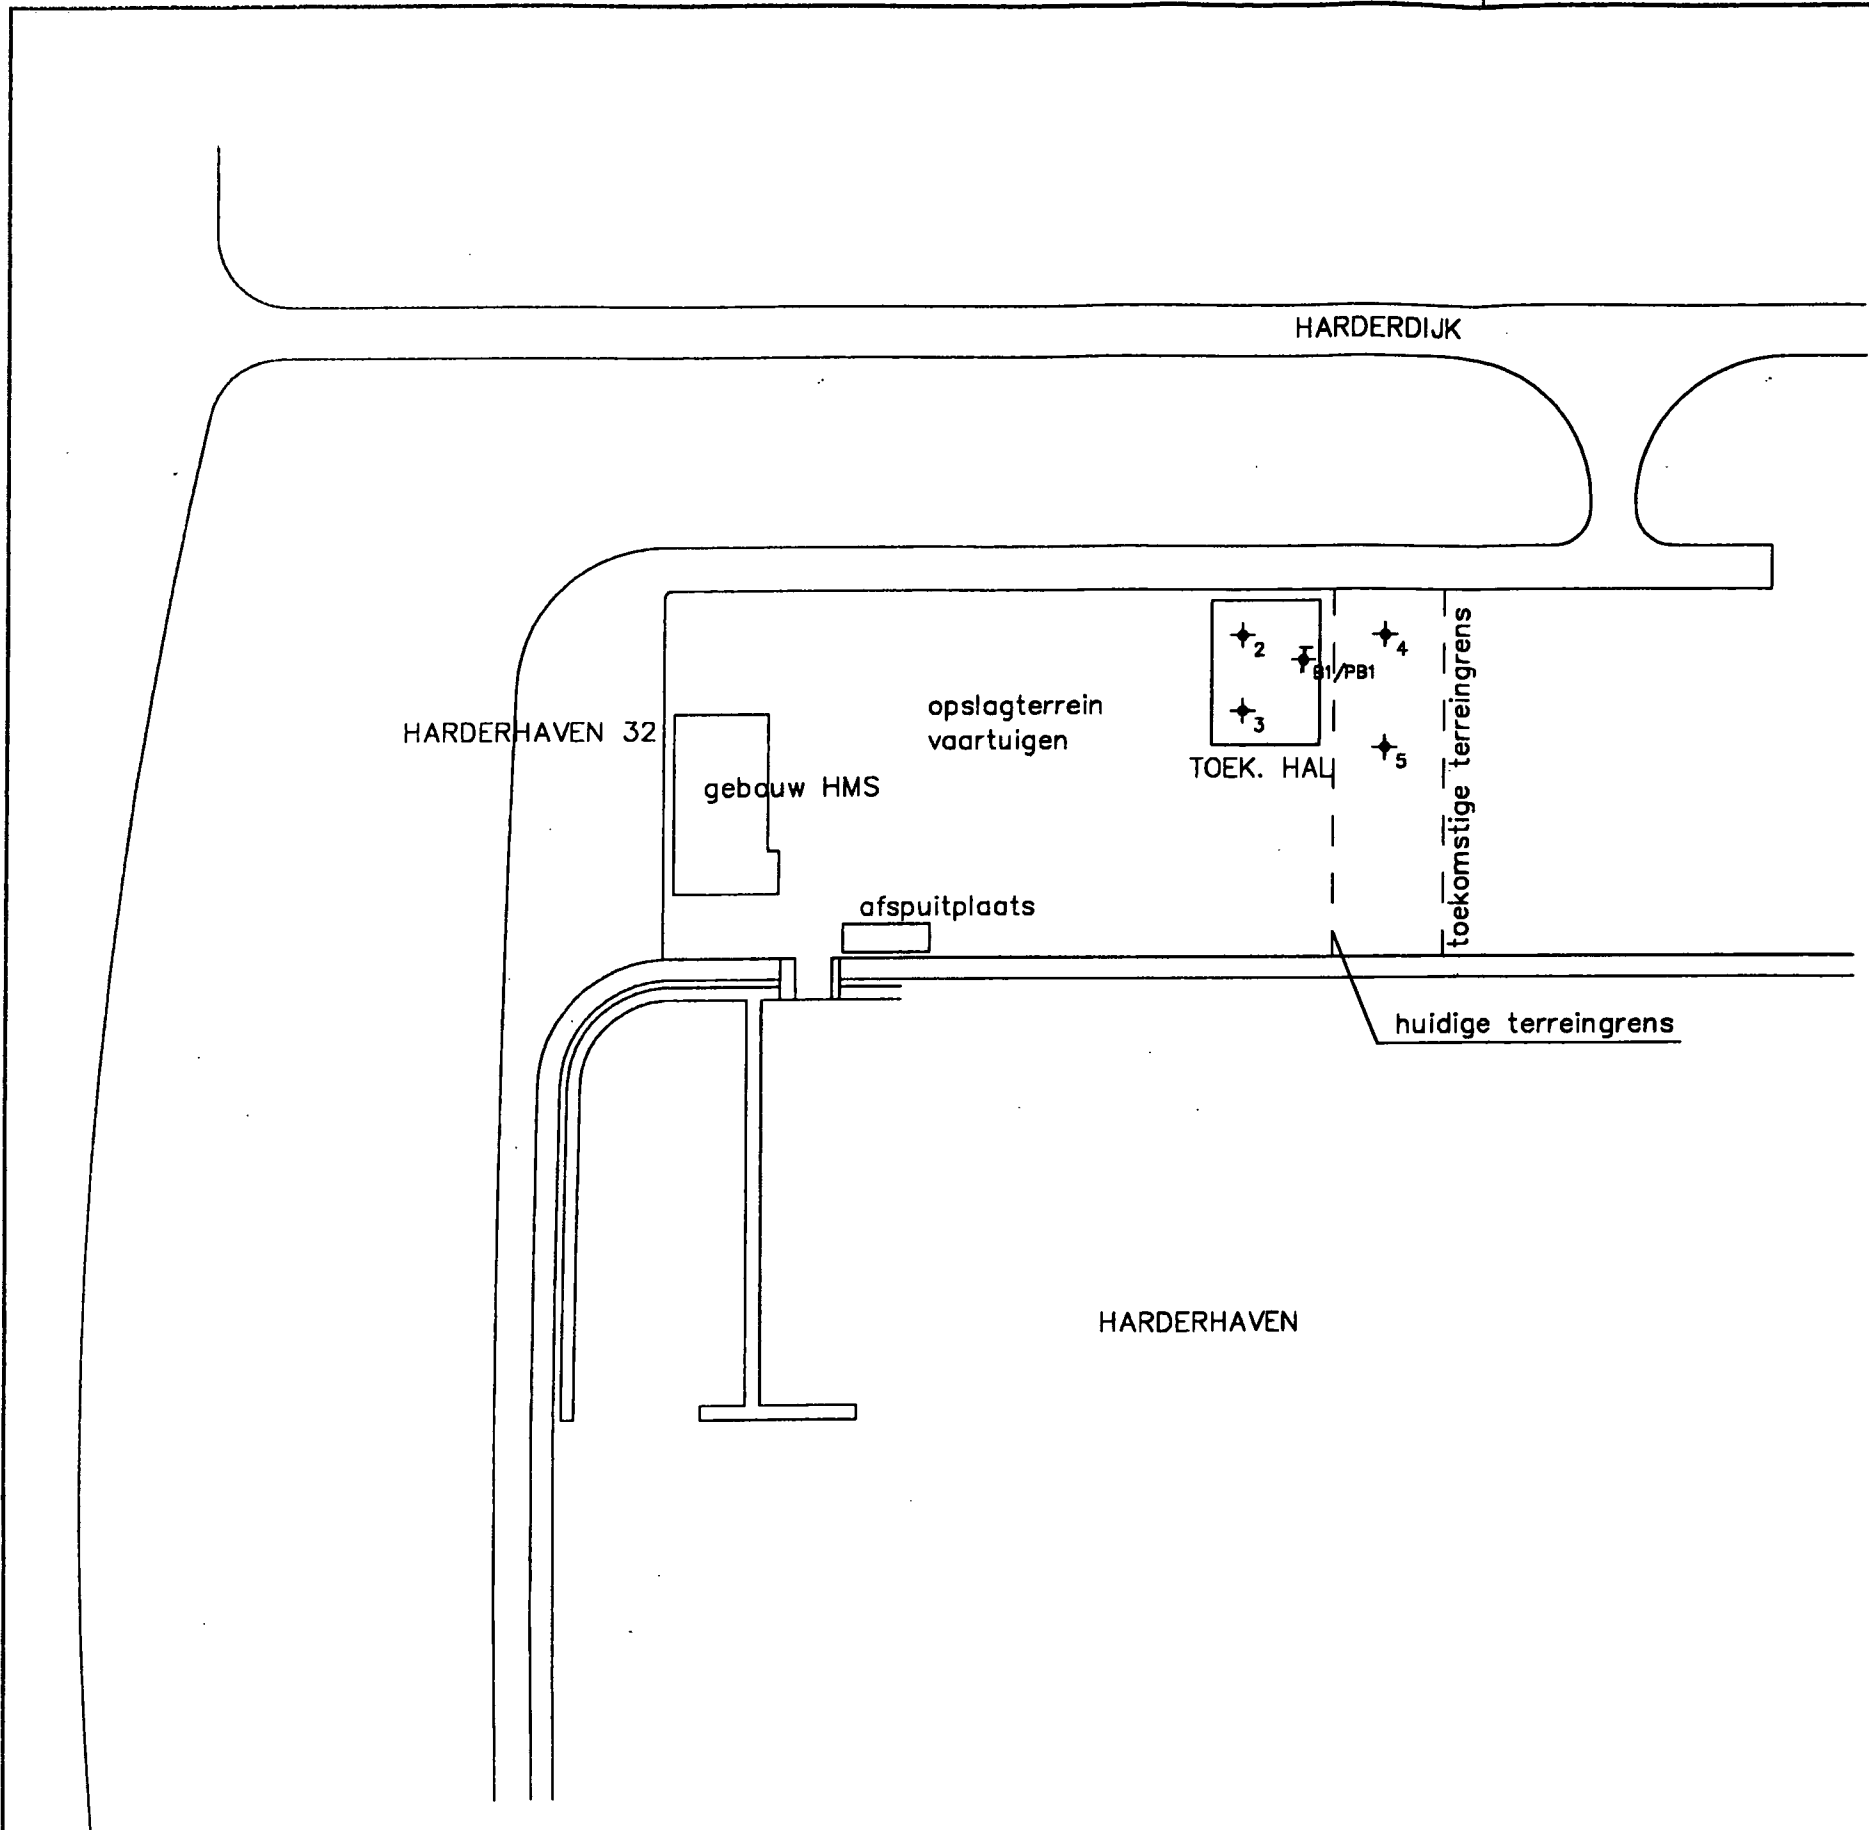 HARDERDIJK
2
4
B1/PB1
HARDERHAVEN 32
opslagterrein
vaartuigen
3
5
TOEK. HAL
gebouw HMS
toekomstige terreingrens
afspuitplaats
huidige terreingrens
HARDERHAVEN